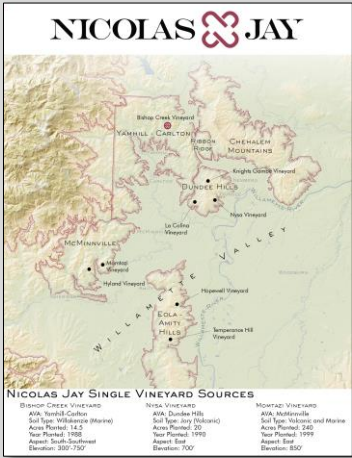 NICOLAS JAY
Bishop Creek Vineyard
YAMHILL - CARLTON
RIBBON RIDGE
CHEHALEM MOUNTAINS
Knights Gambit Vineyard
DUNDEE HILLS
Nysa Vineyard
La Colina Vineyard
MCMINNVILLE
Momtazi Vineyard
Hyland Vineyard
WILLAMETTE VALLEY
Hopewell Vineyard
EOLA - AMITY HILLS
Temperance Hill Vineyard
NICOLAS JAY SINGLE VINEYARD SOURCES
BISHOP CREEK VINEYARD
AVA: Yamhill-Carlton
Soil Type: Willakenzie (Marine)
Acres Planted: 14.5
Year Planted: 1988
Aspect: South-Southwest
Elevation: 300'-750'
NYSA VINEYARD
AVA: Dundee Hills
Soil Type: Jory (Volcanic)
Acres Planted: 20
Year Planted: 1990
Aspect: East
Elevation: 700'
MOMTAZI VINEYARD
AVA: McMinnville
Soil Type: Volcanic and Marine
Acres Planted: 240
Year Planted: 1999
Aspect: East
Elevation: 850'